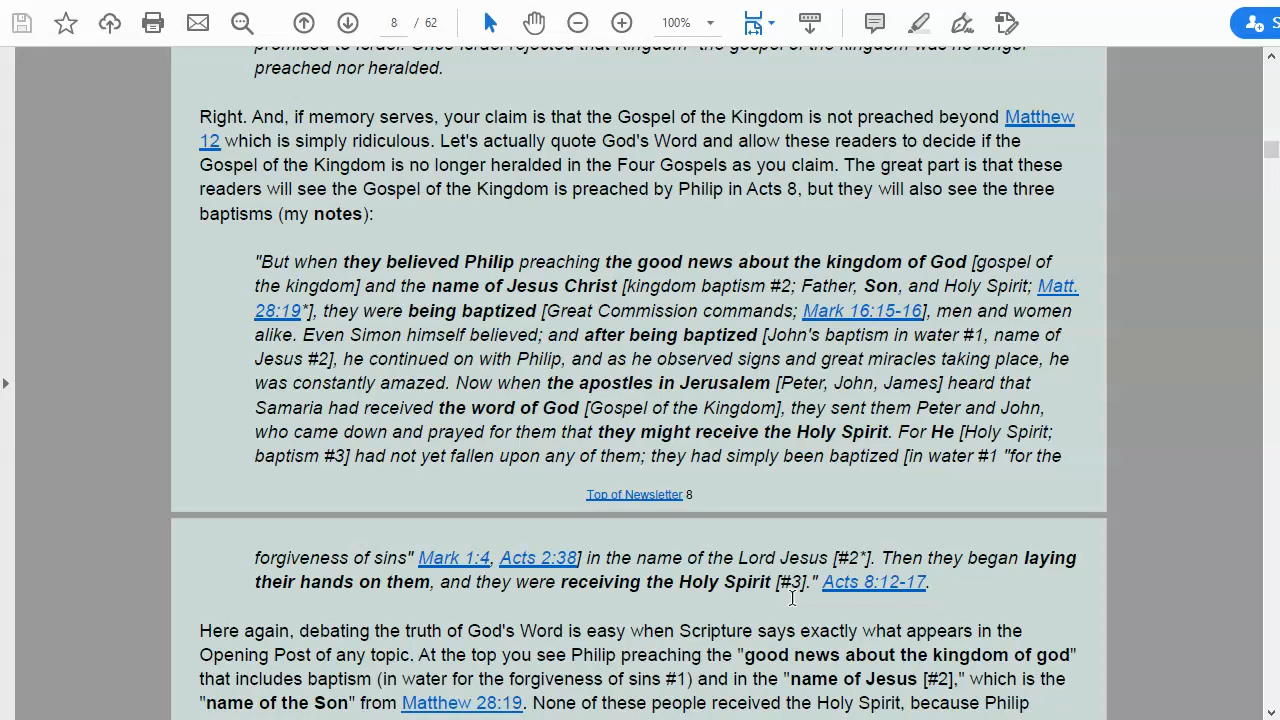 8 / 62
100%
S
promised to Israel. Once Israel rejected that Kingdom the gospel of the kingdom was no longer
preached nor heralded.
Right. And, if memory serves, your claim is that the Gospel of the Kingdom is not preached beyond Matthew
12 which is simply ridiculous. Let's actually quote God's Word and allow these readers to decide if the
Gospel of the Kingdom is no longer heralded in the Four Gospels as you claim. The great part is that these
readers will see the Gospel of the Kingdom is preached by Philip in Acts 8, but they will also see the three
baptisms (my notes):
"But when they believed Philip preaching the good news about the kingdom of God [gospel of
the kingdom] and the name of Jesus Christ [kingdom baptism #2; Father, Son, and Holy Spirit; Matt.
28:19*], they were being baptized [Great Commission commands; Mark 16:15-16], men and women
alike. Even Simon himself believed; and after being baptized [John's baptism in water #1, name of
Jesus #2], he continued on with Philip, and as he observed signs and great miracles taking place, he
was constantly amazed. Now when the apostles in Jerusalem [Peter, John, James] heard that
Samaria had received the word of God [Gospel of the Kingdom], they sent them Peter and John,
who came down and prayed for them that they might receive the Holy Spirit. For He [Holy Spirit;
baptism #3] had not yet fallen upon any of them; they had simply been baptized [in water #1 "for the
Top of Newsletter 8
forgiveness of sins" Mark 1:4, Acts 2:38] in the name of the Lord Jesus [#2*]. Then they began laying
their hands on them, and they were receiving the Holy Spirit [#3]." Acts 8:12-17.
Here again, debating the truth of God's Word is easy when Scripture says exactly what appears in the
Opening Post of any topic. At the top you see Philip preaching the "good news about the kingdom of god"
that includes baptism (in water for the forgiveness of sins #1) and in the "name of Jesus [#2]," which is the
"name of the Son" from Matthew 28:19. None of these people received the Holy Spirit, because Philip